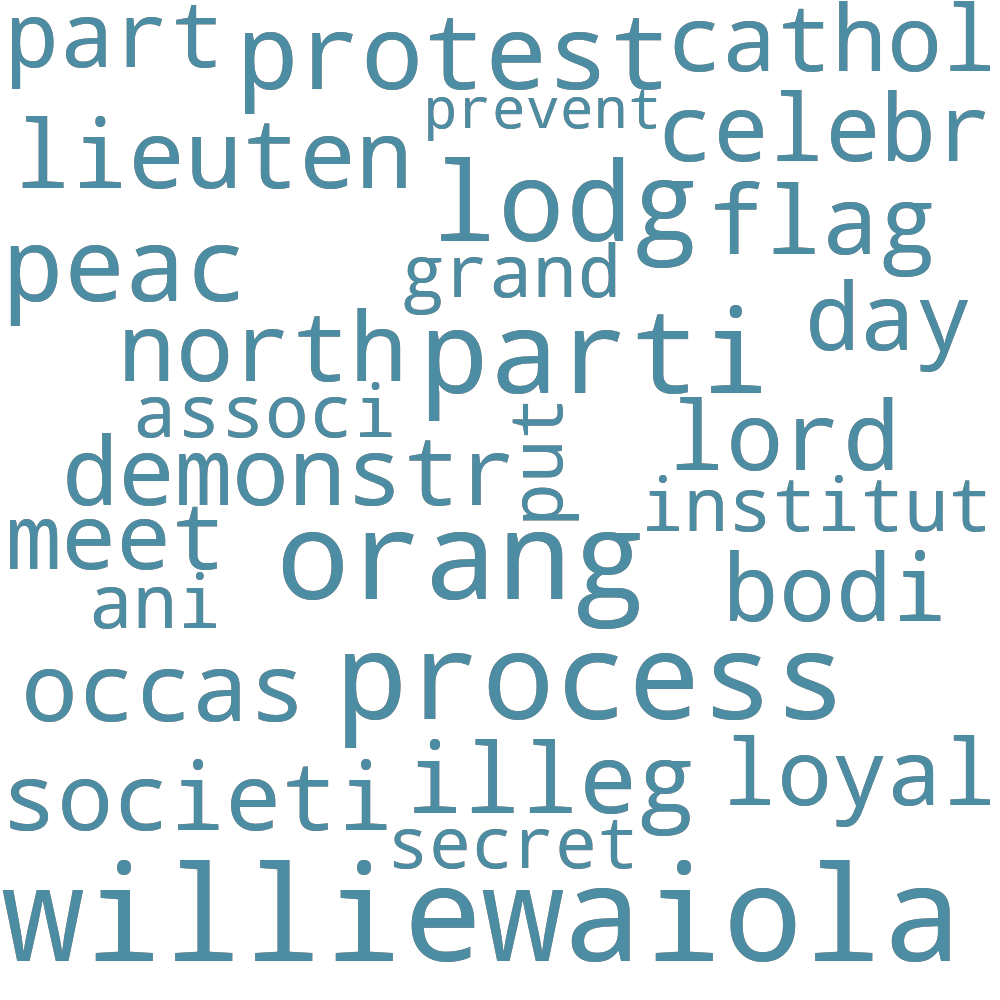 part protest cathol
prevent
lieuten celebr
lodg flag
peac grand
day
north parti
associ put lord
demonstr
institut
meet orang
ani bodi
occas process
societi illeg loyal
secret
williewaiola